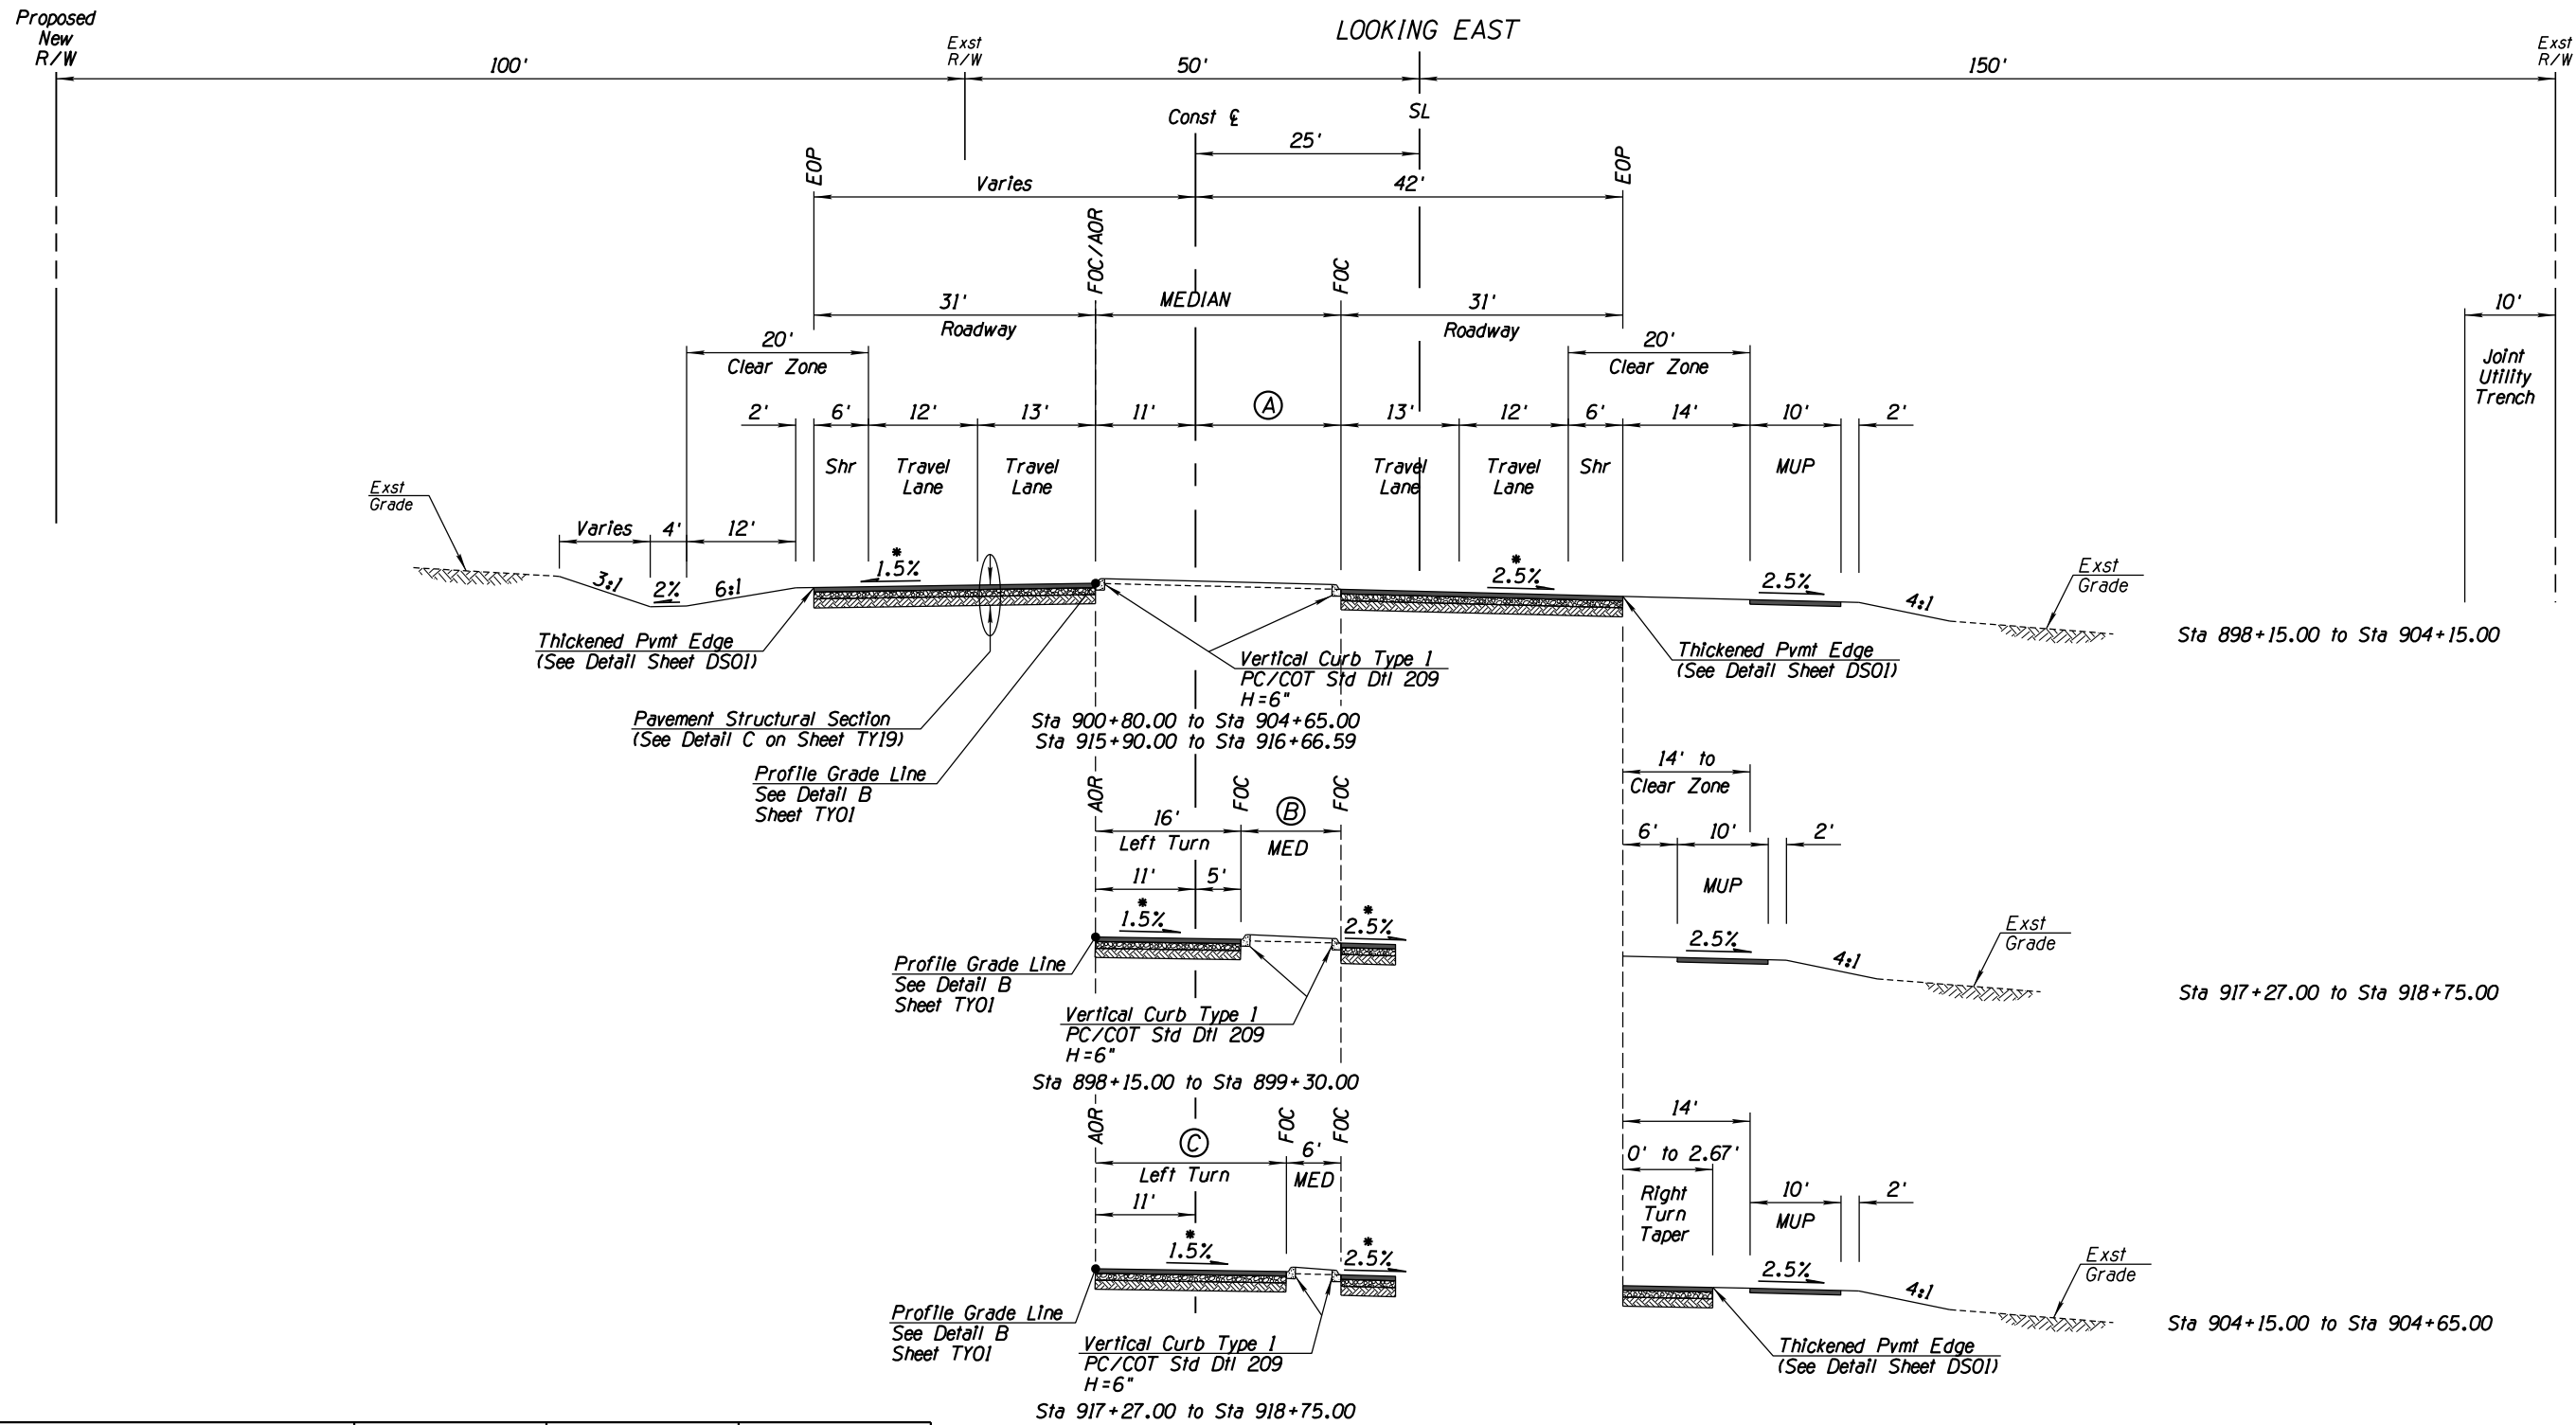 LOOKING EAST
Proposed
New
R/W
Exst
R/W
Exst
R/W
100'
50'
150'
SL
Const ℄
25'
EOP
Varies
42'
EOP
FOC/AOR
FOC
31'
Roadway
MEDIAN
31'
Roadway
10'
Joint
Utility
Trench
20'
Clear Zone
20'
Clear Zone
2'
6'
12'
13'
11'
A
13'
12'
6'
14'
10'
2'
Shr
Travel
Lane
Travel
Lane
Travel
Lane
Travel
Lane
Shr
MUP
Exst
Grade
Varies
4'
12'
3:1
2%
6:1
*
1.5%
*
2.5%
2.5%
4:1
Exst
Grade
Thickened Pvmt Edge
(See Detail Sheet DS01)
Vertical Curb Type 1
PC/COT Std Dtl 209
H=6"
Thickened Pvmt Edge
(See Detail Sheet DS01)
Sta 898+15.00 to Sta 904+15.00
Pavement Structural Section
(See Detail C on Sheet TY19)
Sta 900+80.00 to Sta 904+65.00
Sta 915+90.00 to Sta 916+66.59
Profile Grade Line
See Detail B
Sheet TY01
AOR
FOC
FOC
16'
Left Turn
B
MED
11'
5'
*
1.5%
*
2.5%
14' to
Clear Zone
6'
10'
2'
MUP
2.5%
4:1
Exst
Grade
Profile Grade Line
See Detail B
Sheet TY01
Vertical Curb Type 1
PC/COT Std Dtl 209
H=6"
Sta 917+27.00 to Sta 918+75.00
Sta 898+15.00 to Sta 899+30.00
AOR
FOC
FOC
C
Left Turn
6'
MED
11'
*
1.5%
*
2.5%
14'
0' to 2.67'
Right
Turn
Taper
10'
MUP
2'
2.5%
4:1
Exst
Grade
Profile Grade Line
See Detail B
Sheet TY01
Vertical Curb Type 1
PC/COT Std Dtl 209
H=6"
Thickened Pvmt Edge
(See Detail Sheet DS01)
Sta 904+15.00 to Sta 904+65.00
Sta 917+27.00 to Sta 918+75.00